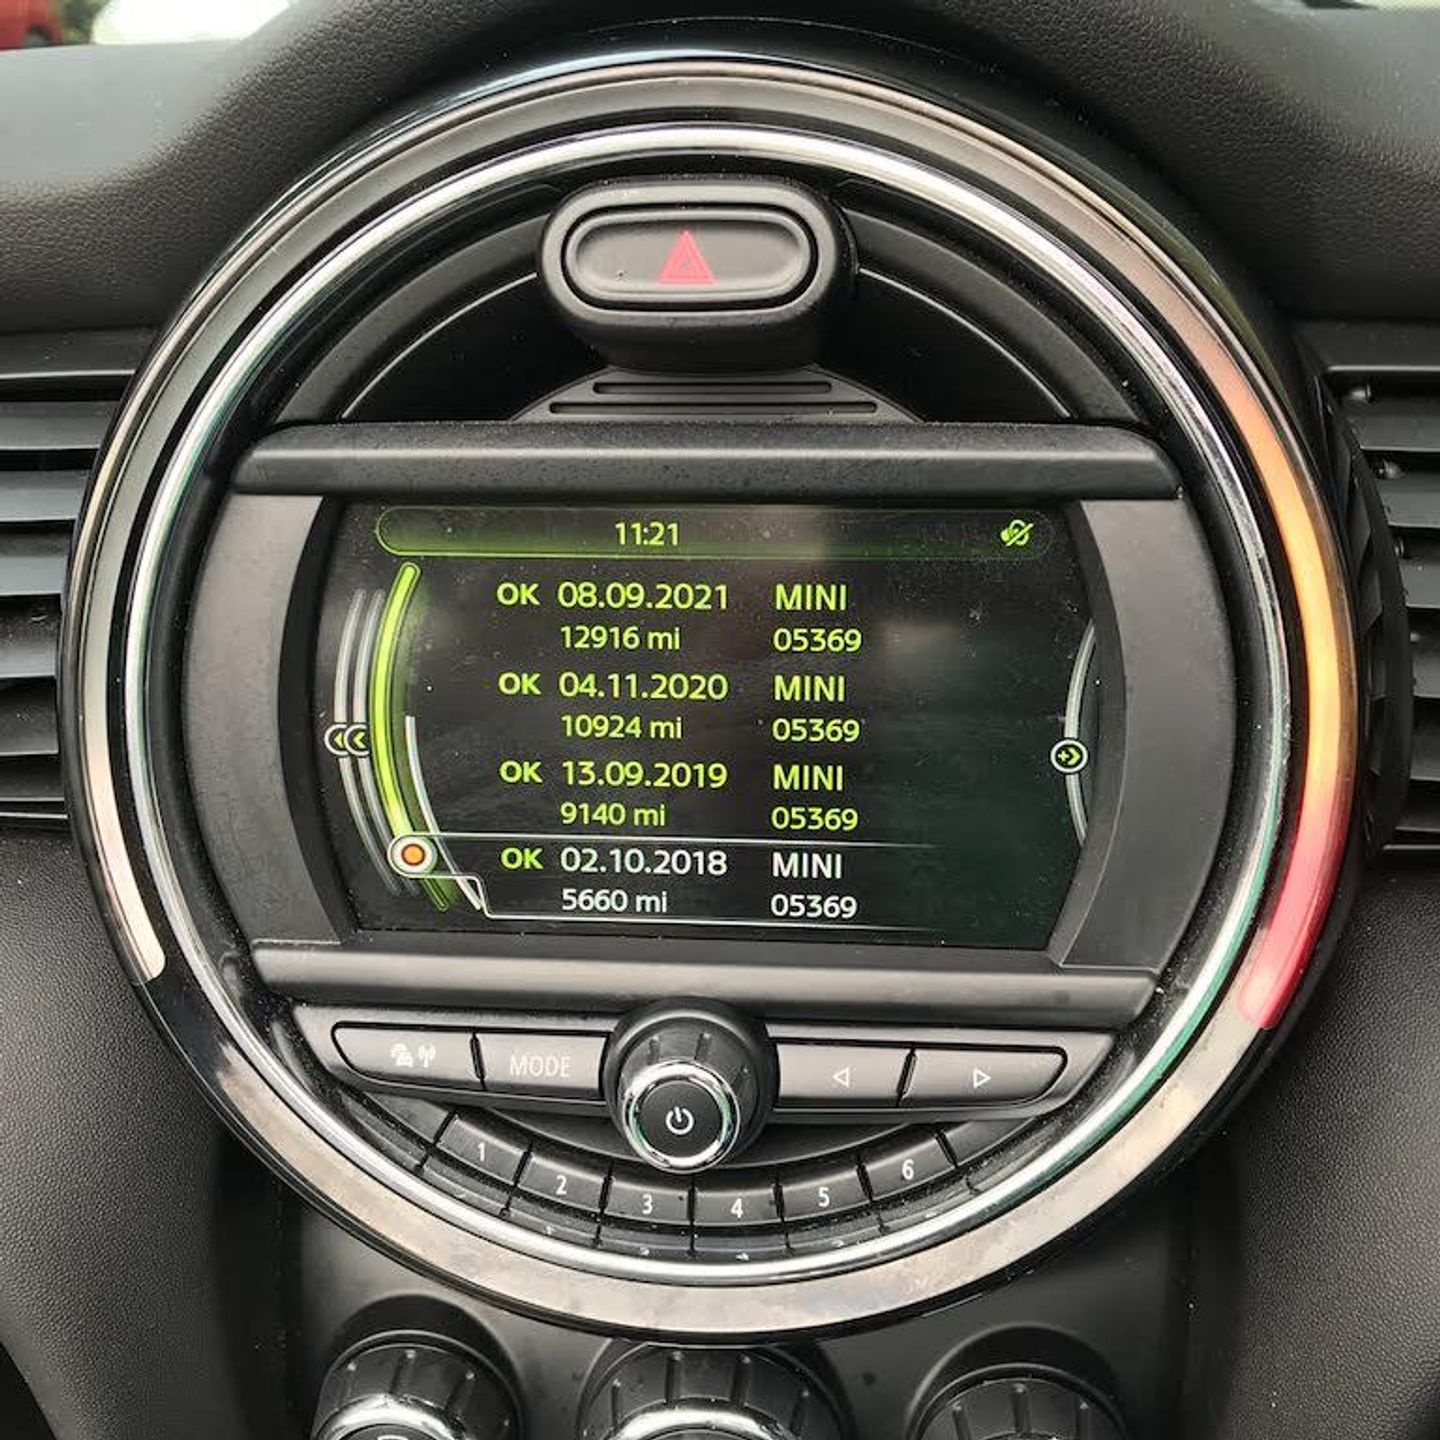 11:21
OK 08.09.2021 MINI
12916 mi 05369
OK 04.11.2020 MINI
10924 mi 05369
OK 13.09.2019 MINI
9140 mi 05369
OK 02.10.2018 MINI
5660 mi 05369
MODE
1 2 3 4 5 6